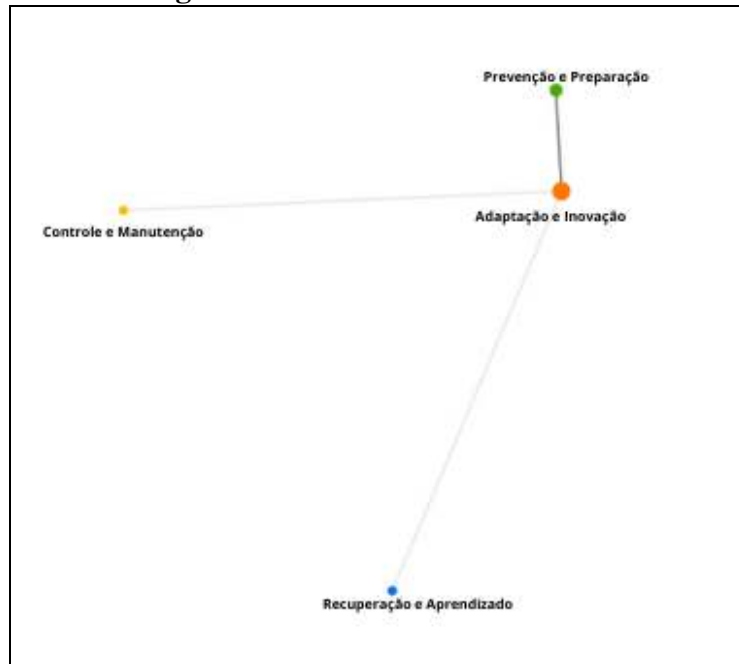 Prevenção e Preparação
Adaptação e Inovação
Controle e Manutenção
Recuperação e Aprendizado